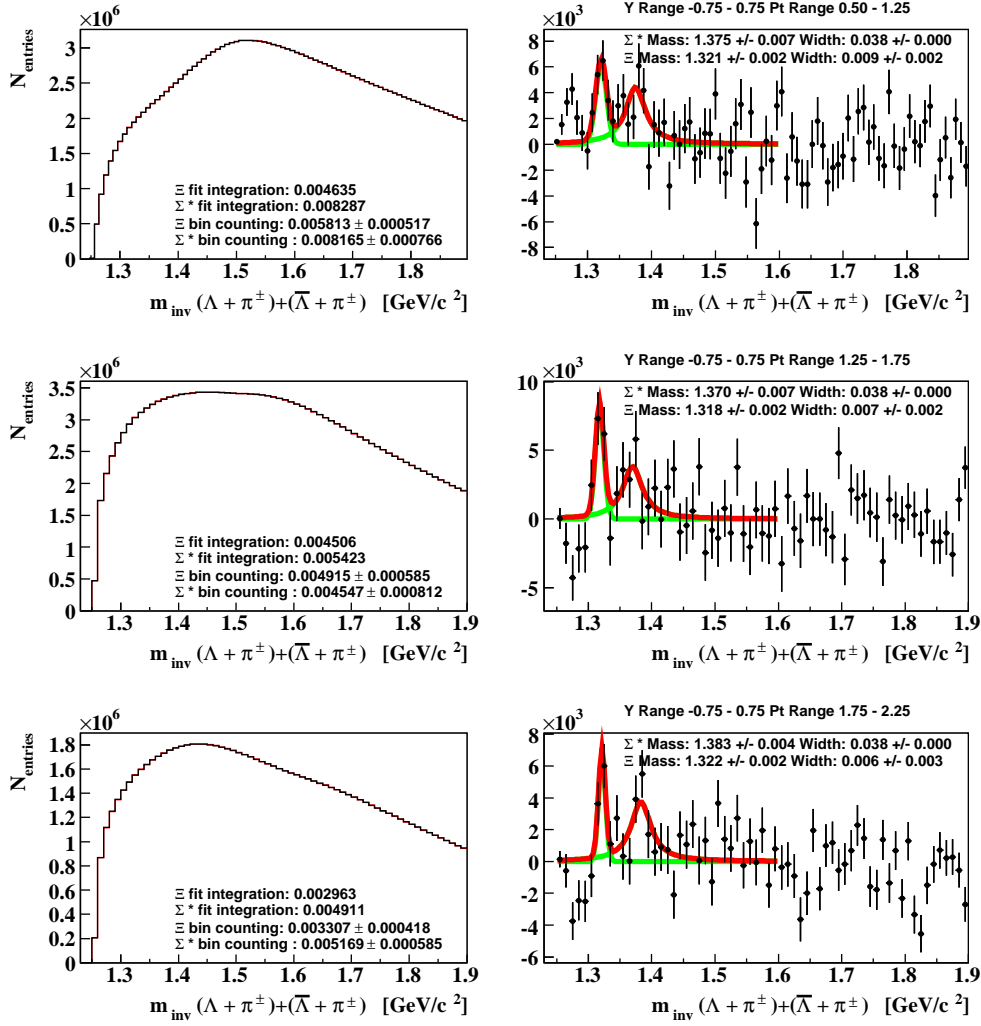 ×10⁶
N entries
3
2.5
2
1.5
1
0.5
0
Ξ fit integration: 0.004635
Σ * fit integration: 0.008287
Ξ bin counting: 0.005813 ± 0.000517
Σ * bin counting : 0.008165 ± 0.000766
1.3 1.4 1.5 1.6 1.7 1.8
m inv (Λ + π±)+(Λ̅ + π±) [GeV/c ²]
Y Range -0.75 - 0.75 Pt Range 0.50 - 1.25
×10³
Σ * Mass: 1.375 +/- 0.007 Width: 0.038 +/- 0.000
Ξ Mass: 1.321 +/- 0.002 Width: 0.009 +/- 0.002
8
6
4
2
0
-2
-4
-6
-8
1.3 1.4 1.5 1.6 1.7 1.8
m inv (Λ + π±)+(Λ̅ + π±) [GeV/c ²]
×10⁶
N entries
3.5
3
2.5
2
1.5
1
0.5
0
Ξ fit integration: 0.004506
Σ * fit integration: 0.005423
Ξ bin counting: 0.004915 ± 0.000585
Σ * bin counting : 0.004547 ± 0.000812
1.3 1.4 1.5 1.6 1.7 1.8 1.9
m inv (Λ + π±)+(Λ̅ + π±) [GeV/c ²]
Y Range -0.75 - 0.75 Pt Range 1.25 - 1.75
×10³
Σ * Mass: 1.370 +/- 0.007 Width: 0.038 +/- 0.000
Ξ Mass: 1.318 +/- 0.002 Width: 0.007 +/- 0.002
10
5
0
-5
1.3 1.4 1.5 1.6 1.7 1.8 1.9
m inv (Λ + π±)+(Λ̅ + π±) [GeV/c ²]
×10⁶
N entries
1.8
1.6
1.4
1.2
1
0.8
0.6
0.4
0.2
0
Ξ fit integration: 0.002963
Σ * fit integration: 0.004911
Ξ bin counting: 0.003307 ± 0.000418
Σ * bin counting : 0.005169 ± 0.000585
1.3 1.4 1.5 1.6 1.7 1.8 1.9
m inv (Λ + π±)+(Λ̅ + π±) [GeV/c ²]
Y Range -0.75 - 0.75 Pt Range 1.75 - 2.25
×10³
Σ * Mass: 1.383 +/- 0.004 Width: 0.038 +/- 0.000
Ξ Mass: 1.322 +/- 0.002 Width: 0.006 +/- 0.003
8
6
4
2
0
-2
-4
-6
1.3 1.4 1.5 1.6 1.7 1.8 1.9
m inv (Λ + π±)+(Λ̅ + π±) [GeV/c ²]